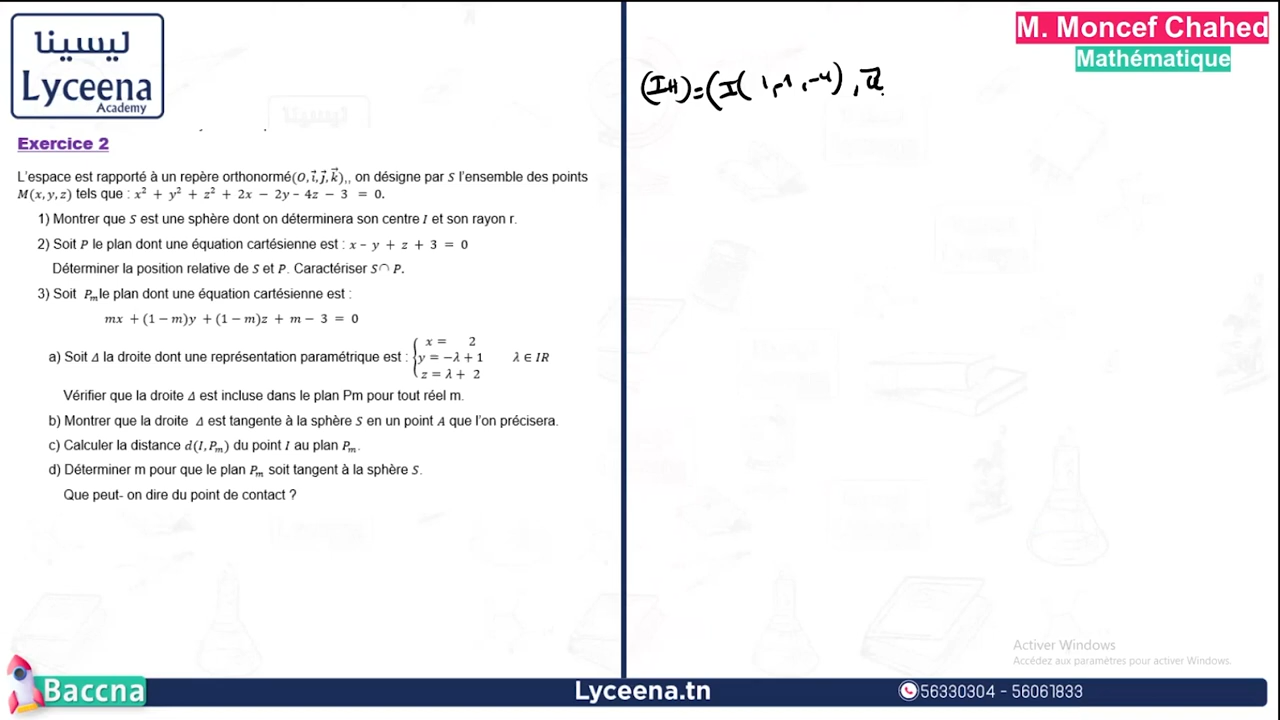 ليسينا
Lyceena
Academy
M. Moncef Chahed
Mathématique
(IH)=(I( 1,-1,-4) , u⃗
Exercice 2
L'espace est rapporté à un repère orthonormé(O, i⃗, j⃗, k⃗),, on désigne par S l'ensemble des points
M(x, y, z) tels que : x² + y² + z² + 2x − 2y − 4z − 3 = 0.
1) Montrer que S est une sphère dont on déterminera son centre I et son rayon r.
2) Soit P le plan dont une équation cartésienne est : x − y + z + 3 = 0
Déterminer la position relative de S et P. Caractériser S∩ P.
3) Soit Pₘle plan dont une équation cartésienne est :
mx + (1 − m)y + (1 − m)z + m − 3 = 0
a) Soit Δ la droite dont une représentation paramétrique est : { x = 2
y = −λ + 1 λ ∈ IR
z = λ + 2
Vérifier que la droite Δ est incluse dans le plan Pm pour tout réel m.
b) Montrer que la droite Δ est tangente à la sphère S en un point A que l'on précisera.
c) Calculer la distance d(I, Pₘ) du point I au plan Pₘ.
d) Déterminer m pour que le plan Pₘ soit tangent à la sphère S.
Que peut- on dire du point de contact ?
Activer Windows
Accédez aux paramètres pour activer Windows.
Baccna
Lyceena.tn
56330304 - 56061833